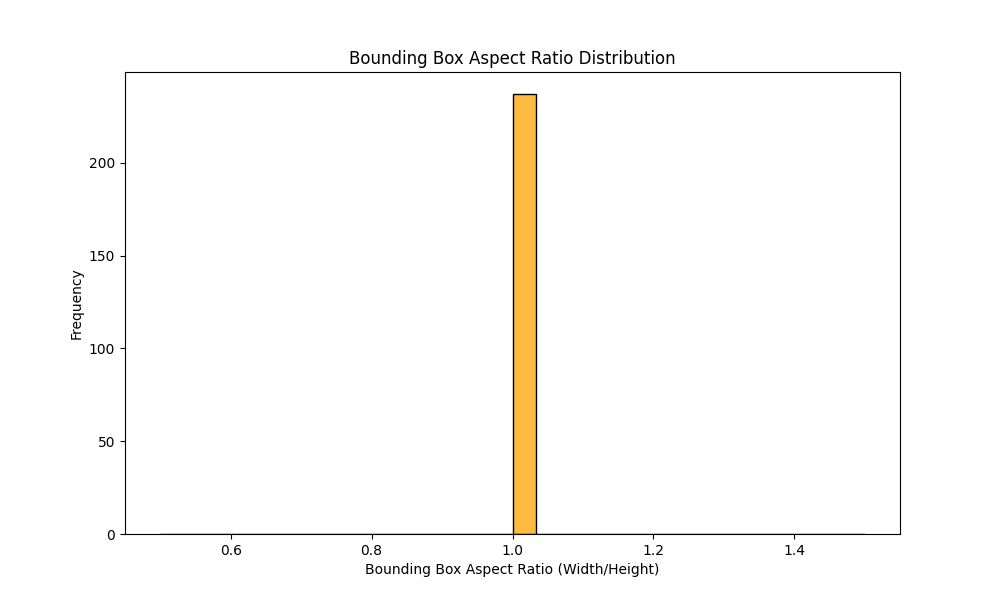 Bounding Box Aspect Ratio Distribution
Frequency
200
150
100
50
0
0.6 0.8 1.0 1.2 1.4
Bounding Box Aspect Ratio (Width/Height)